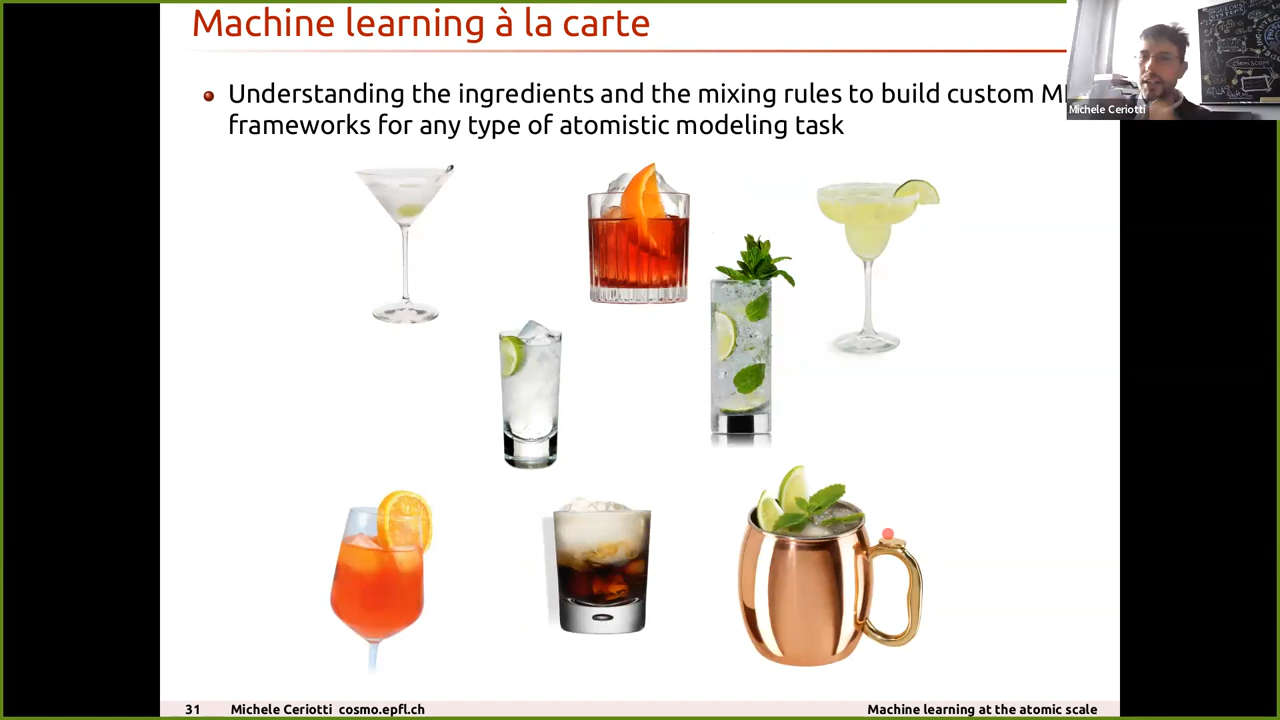 Machine learning à la carte
Understanding the ingredients and the mixing rules to build custom
frameworks for any type of atomistic modeling task
Michele Ceriotti
chemiscope
31 Michele Ceriotti cosmo.epfl.ch Machine learning at the atomic scale